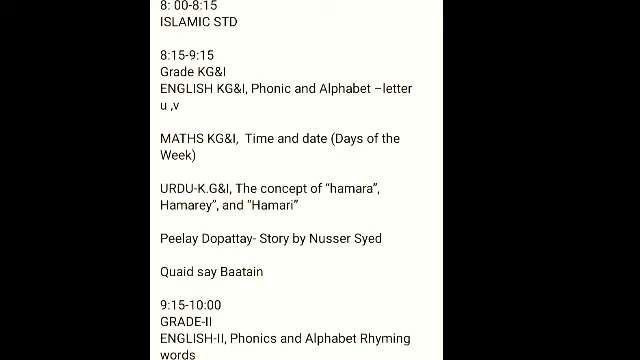 8: 00-8:15
ISLAMIC STD
8:15-9:15
Grade KG&I
ENGLISH KG&I, Phonic and Alphabet –letter
u ,v
MATHS KG&I,  Time and date (Days of the
Week)
URDU-K.G&I, The concept of “hamara”,
Hamarey”, and “Hamari”
Peelay Dopattay- Story by Nusser Syed
Quaid say Baatain
9:15-10:00
GRADE-II
ENGLISH-II, Phonics and Alphabet Rhyming
words